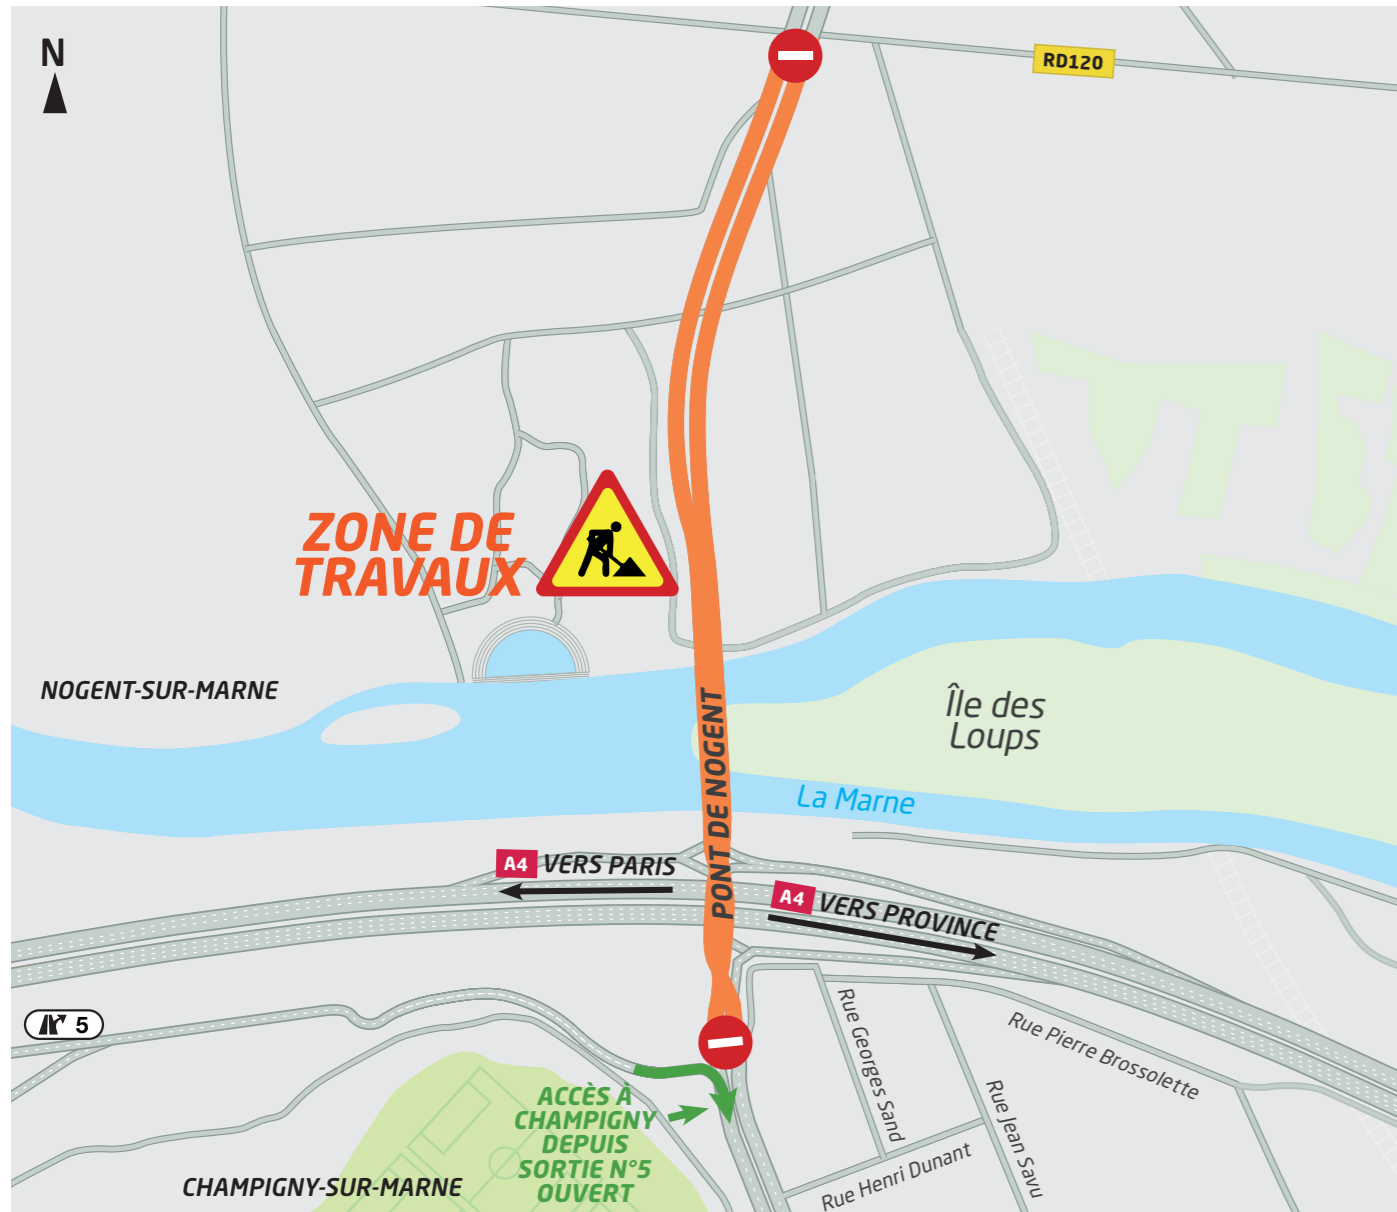 N
RD120
ZONE DE
TRAVAUX
NOGENT-SUR-MARNE
Île des
Loups
PONT DE NOGENT
La Marne
A4 VERS PARIS
A4 VERS PROVINCE
5
Rue Georges Sand
Rue Pierre Brossolette
Rue Jean Savu
Rue Henri Dunant
ACCÈS À
CHAMPIGNY
DEPUIS
SORTIE N°5
OUVERT
CHAMPIGNY-SUR-MARNE